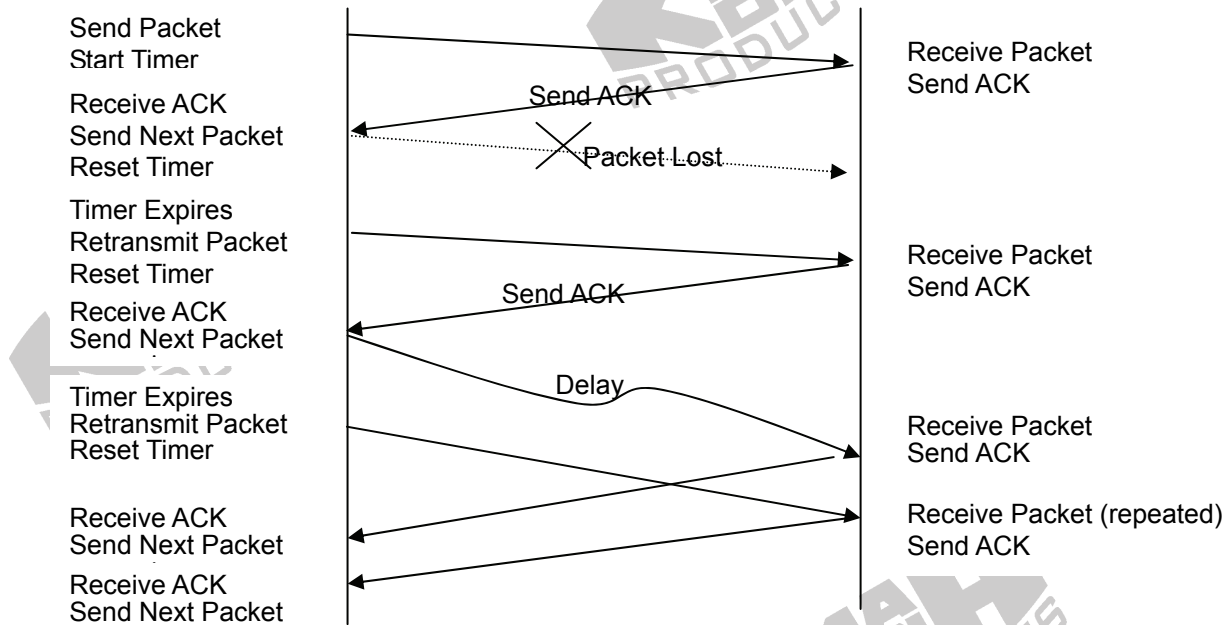 Send Packet
Start Timer
Receive Packet
Send ACK
Send ACK
Receive ACK
Send Next Packet
Reset Timer
Packet Lost
Timer Expires
Retransmit Packet
Reset Timer
Receive Packet
Send ACK
Send ACK
Receive ACK
Send Next Packet
Delay
Timer Expires
Retransmit Packet
Reset Timer
Receive Packet
Send ACK
Receive ACK
Send Next Packet
Receive Packet (repeated)
Send ACK
Receive ACK
Send Next Packet